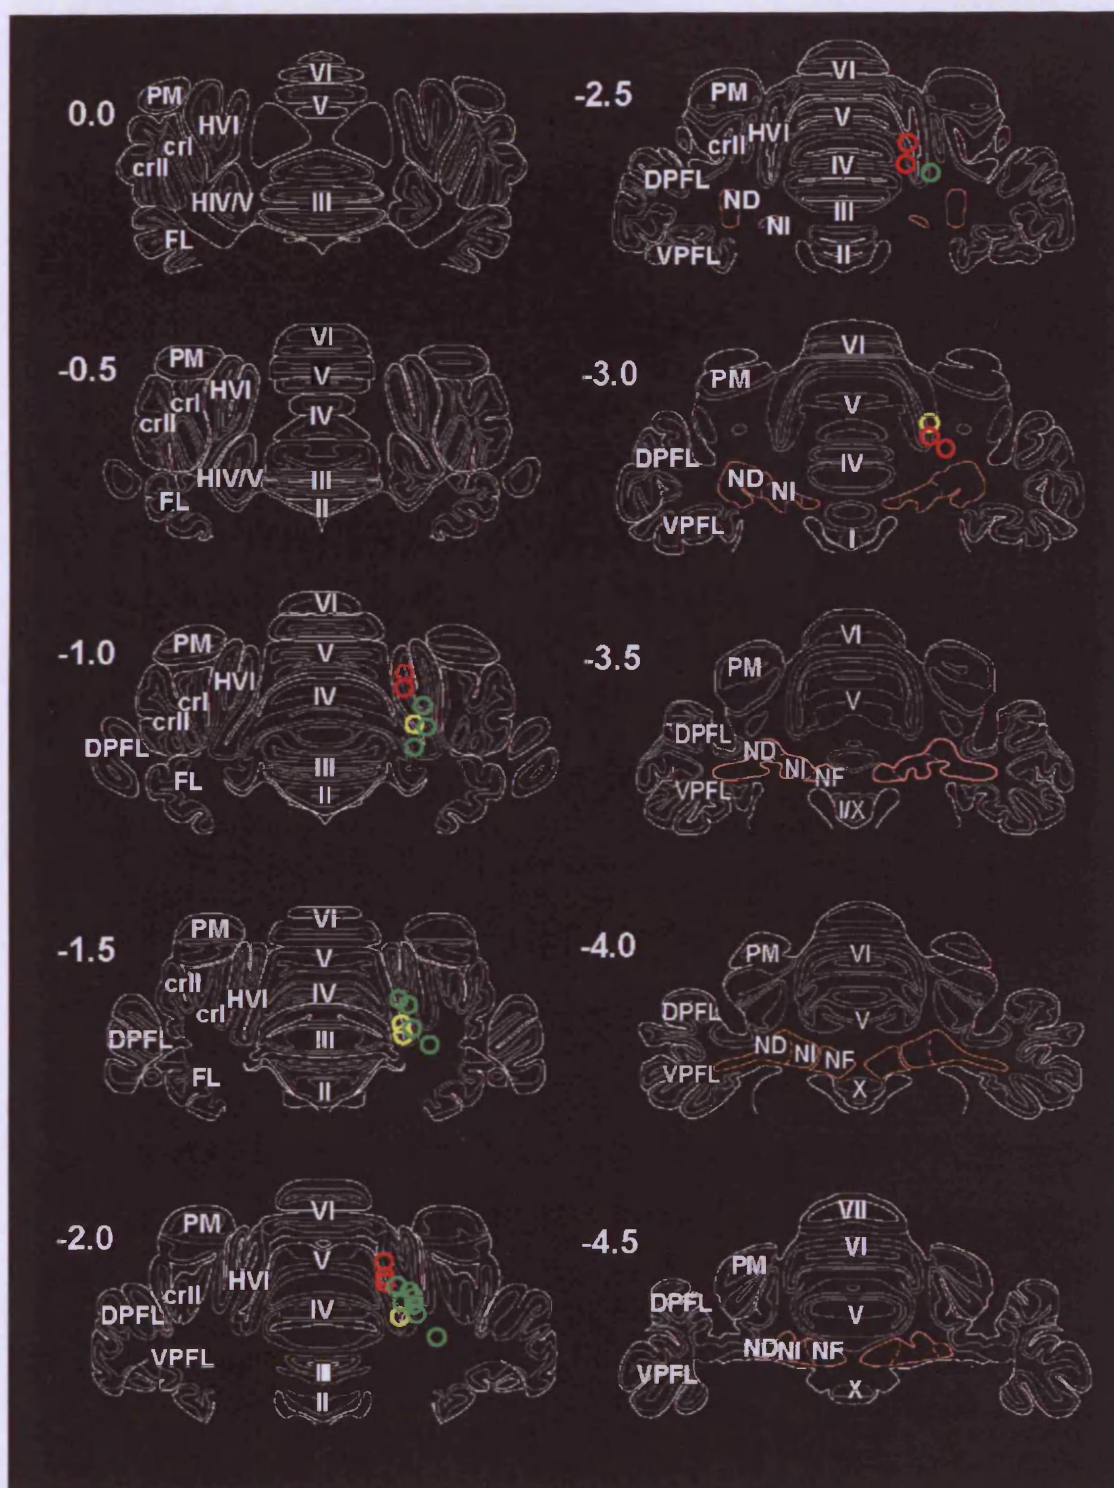 0.0
VI
PM
V
HVI
crI
crII
HIV/V
III
FL
-0.5
VI
PM
V
HVI
crI
IV
crII
HIV/V
III
FL
II
-1.0
VI
PM
V
HVI
IV
crI
crII
DPFL
III
FL
II
-1.5
VI
PM
V
crII
IV
HVI
crI
DPFL
III
FL
II
-2.0
VI
PM
V
HVI
crII
DPFL
IV
VPFL
III
II
-2.5
VI
PM
V
HVI
crII
IV
DPFL
ND
III
NI
VPFL
II
-3.0
VI
PM
V
DPFL
IV
ND
NI
VPFL
I
-3.5
VI
PM
V
DPFL
ND
NI
NF
VPFL
I/X
-4.0
VI
PM
DPFL
V
ND
NI
NF
VPFL
X
-4.5
VII
VI
PM
DPFL
V
ND
NI
NF
VPFL
X